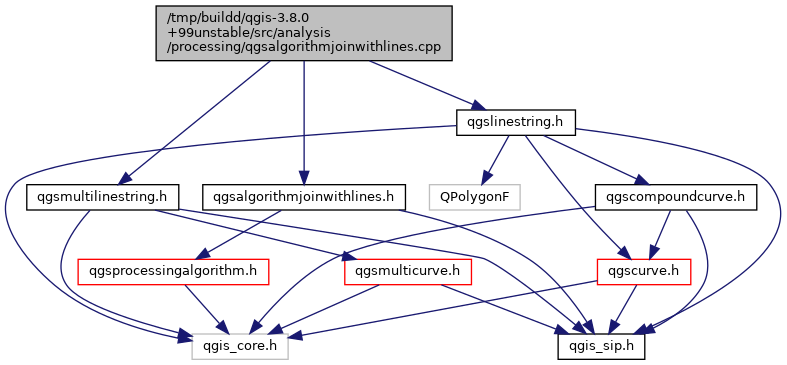 /tmp/buildd/qgis-3.8.0
+99unstable/src/analysis
/processing/qgsalgorithmjoinwithlines.cpp
qgslinestring.h
qgsmultilinestring.h
qgsalgorithmjoinwithlines.h
QPolygonF
qgscompoundcurve.h
qgsprocessingalgorithm.h
qgsmulticurve.h
qgscurve.h
qgis_core.h
qgis_sip.h